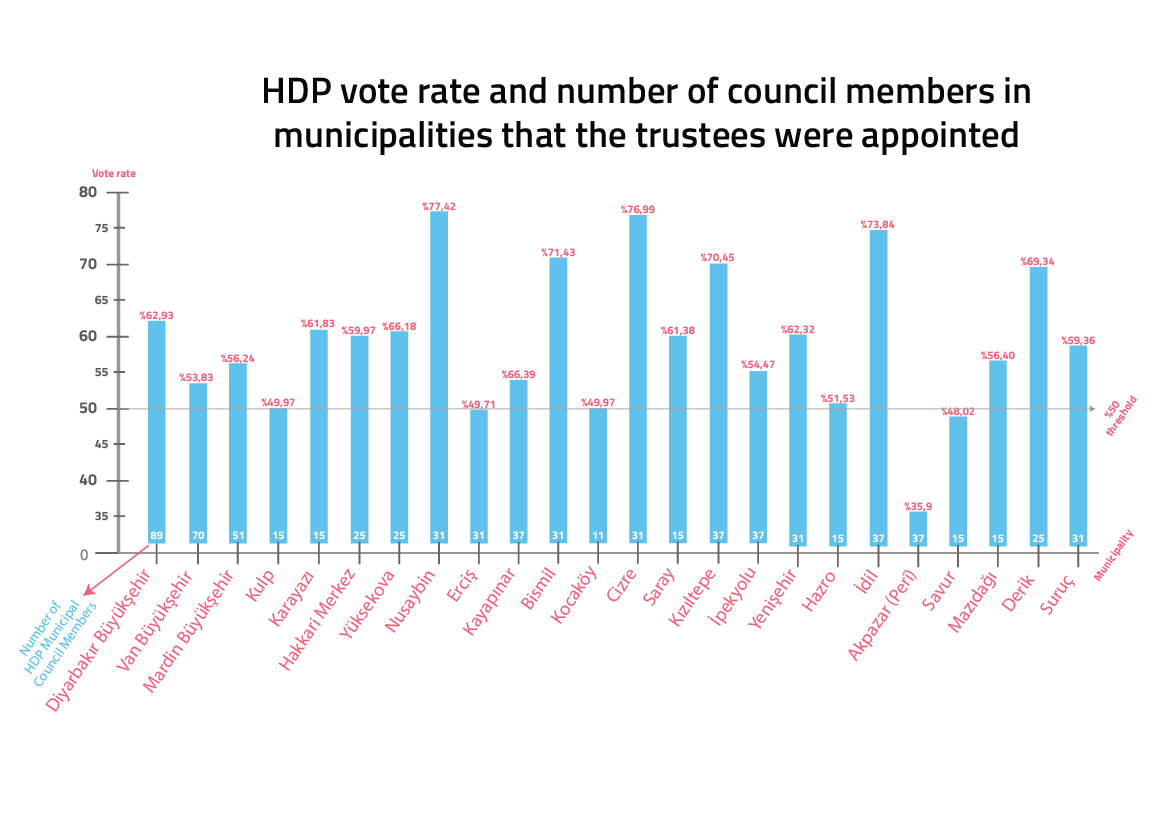 HDP vote rate and number of council members in
municipalities that the trustees were appointed
Vote rate
80
75
70
65
60
55
50
45
40
35
0
%62,93
%53,83
%56,24
%49,97
%61,83
%59,97
%66,18
%77,42
%49,71
%66,39
%71,43
%49,97
%76,99
%61,38
%70,45
%54,47
%62,32
%51,53
%73,84
%35,9
%48,02
%56,40
%69,34
%59,36
%50
threshold
89
70
51
15
15
25
25
31
31
37
31
11
31
15
37
37
31
15
37
37
15
15
25
31
Municipality
Number of
HDP Municipal
Council Members
Diyarbakır Büyükşehir
Van Büyükşehir
Mardin Büyükşehir
Kulp
Karayazı
Hakkari Merkez
Yüksekova
Nusaybin
Erciş
Kayapınar
Bismil
Kocaköy
Cizre
Saray
Kızıltepe
İpekyolu
Yenişehir
Hazro
İdil
Akpazar (Peri)
Savur
Mazıdağı
Derik
Suruç